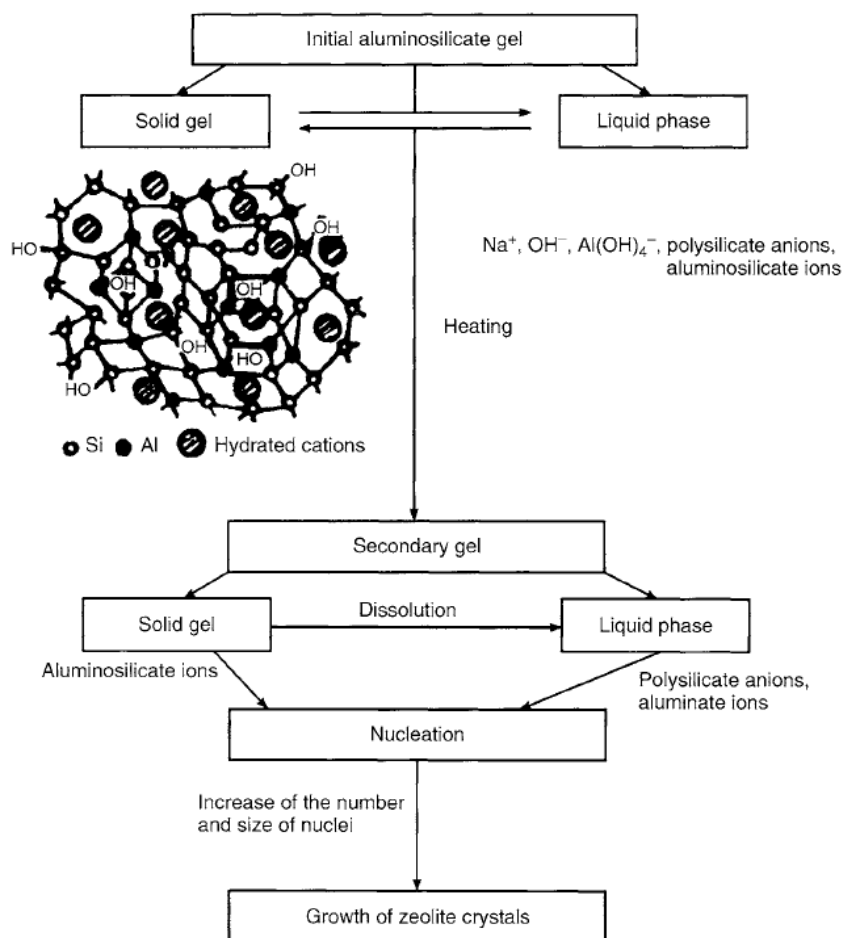 Initial aluminosilicate gel
Solid gel
Liquid phase
OH
OH
HO
Na⁺, OH⁻, Al(OH)₄⁻, polysilicate anions,
aluminosilicate ions
OH
OH
Heating
OH
HO
HO
Si Al Hydrated cations
Secondary gel
Dissolution
Solid gel
Liquid phase
Aluminosilicate ions
Polysilicate anions,
aluminate ions
Nucleation
Increase of the number
and size of nuclei
Growth of zeolite crystals